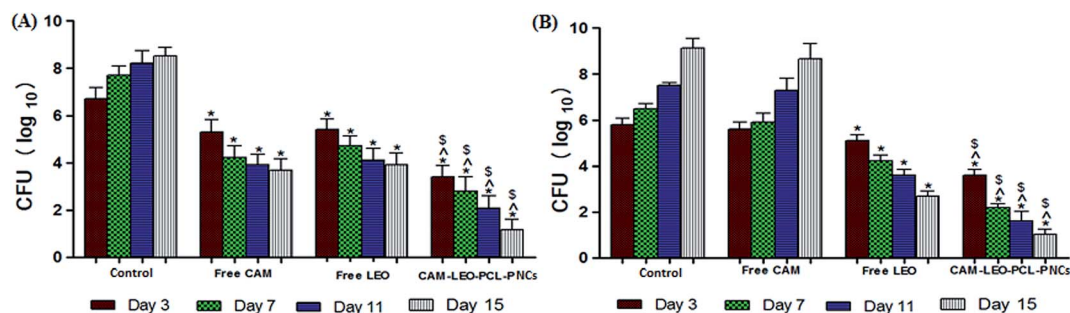 (A)
CFU ( log 10 )
10
8
6
4
2
0
* * * *
* * * *
$ $ $ $
^ ^ ^ ^
* * * *
Control Free CAM Free LEO CAM-LEO-PCL-PNCs
Day 3 Day 7 Day 11 Day 15
(B)
CFU ( log 10 )
10
8
6
4
2
0
* * * *
$ $ $ $
^ ^ ^ ^
* * * *
Control Free CAM Free LEO CAM-LEO-PCL-PNCs
Day 3 Day 7 Day 11 Day 15